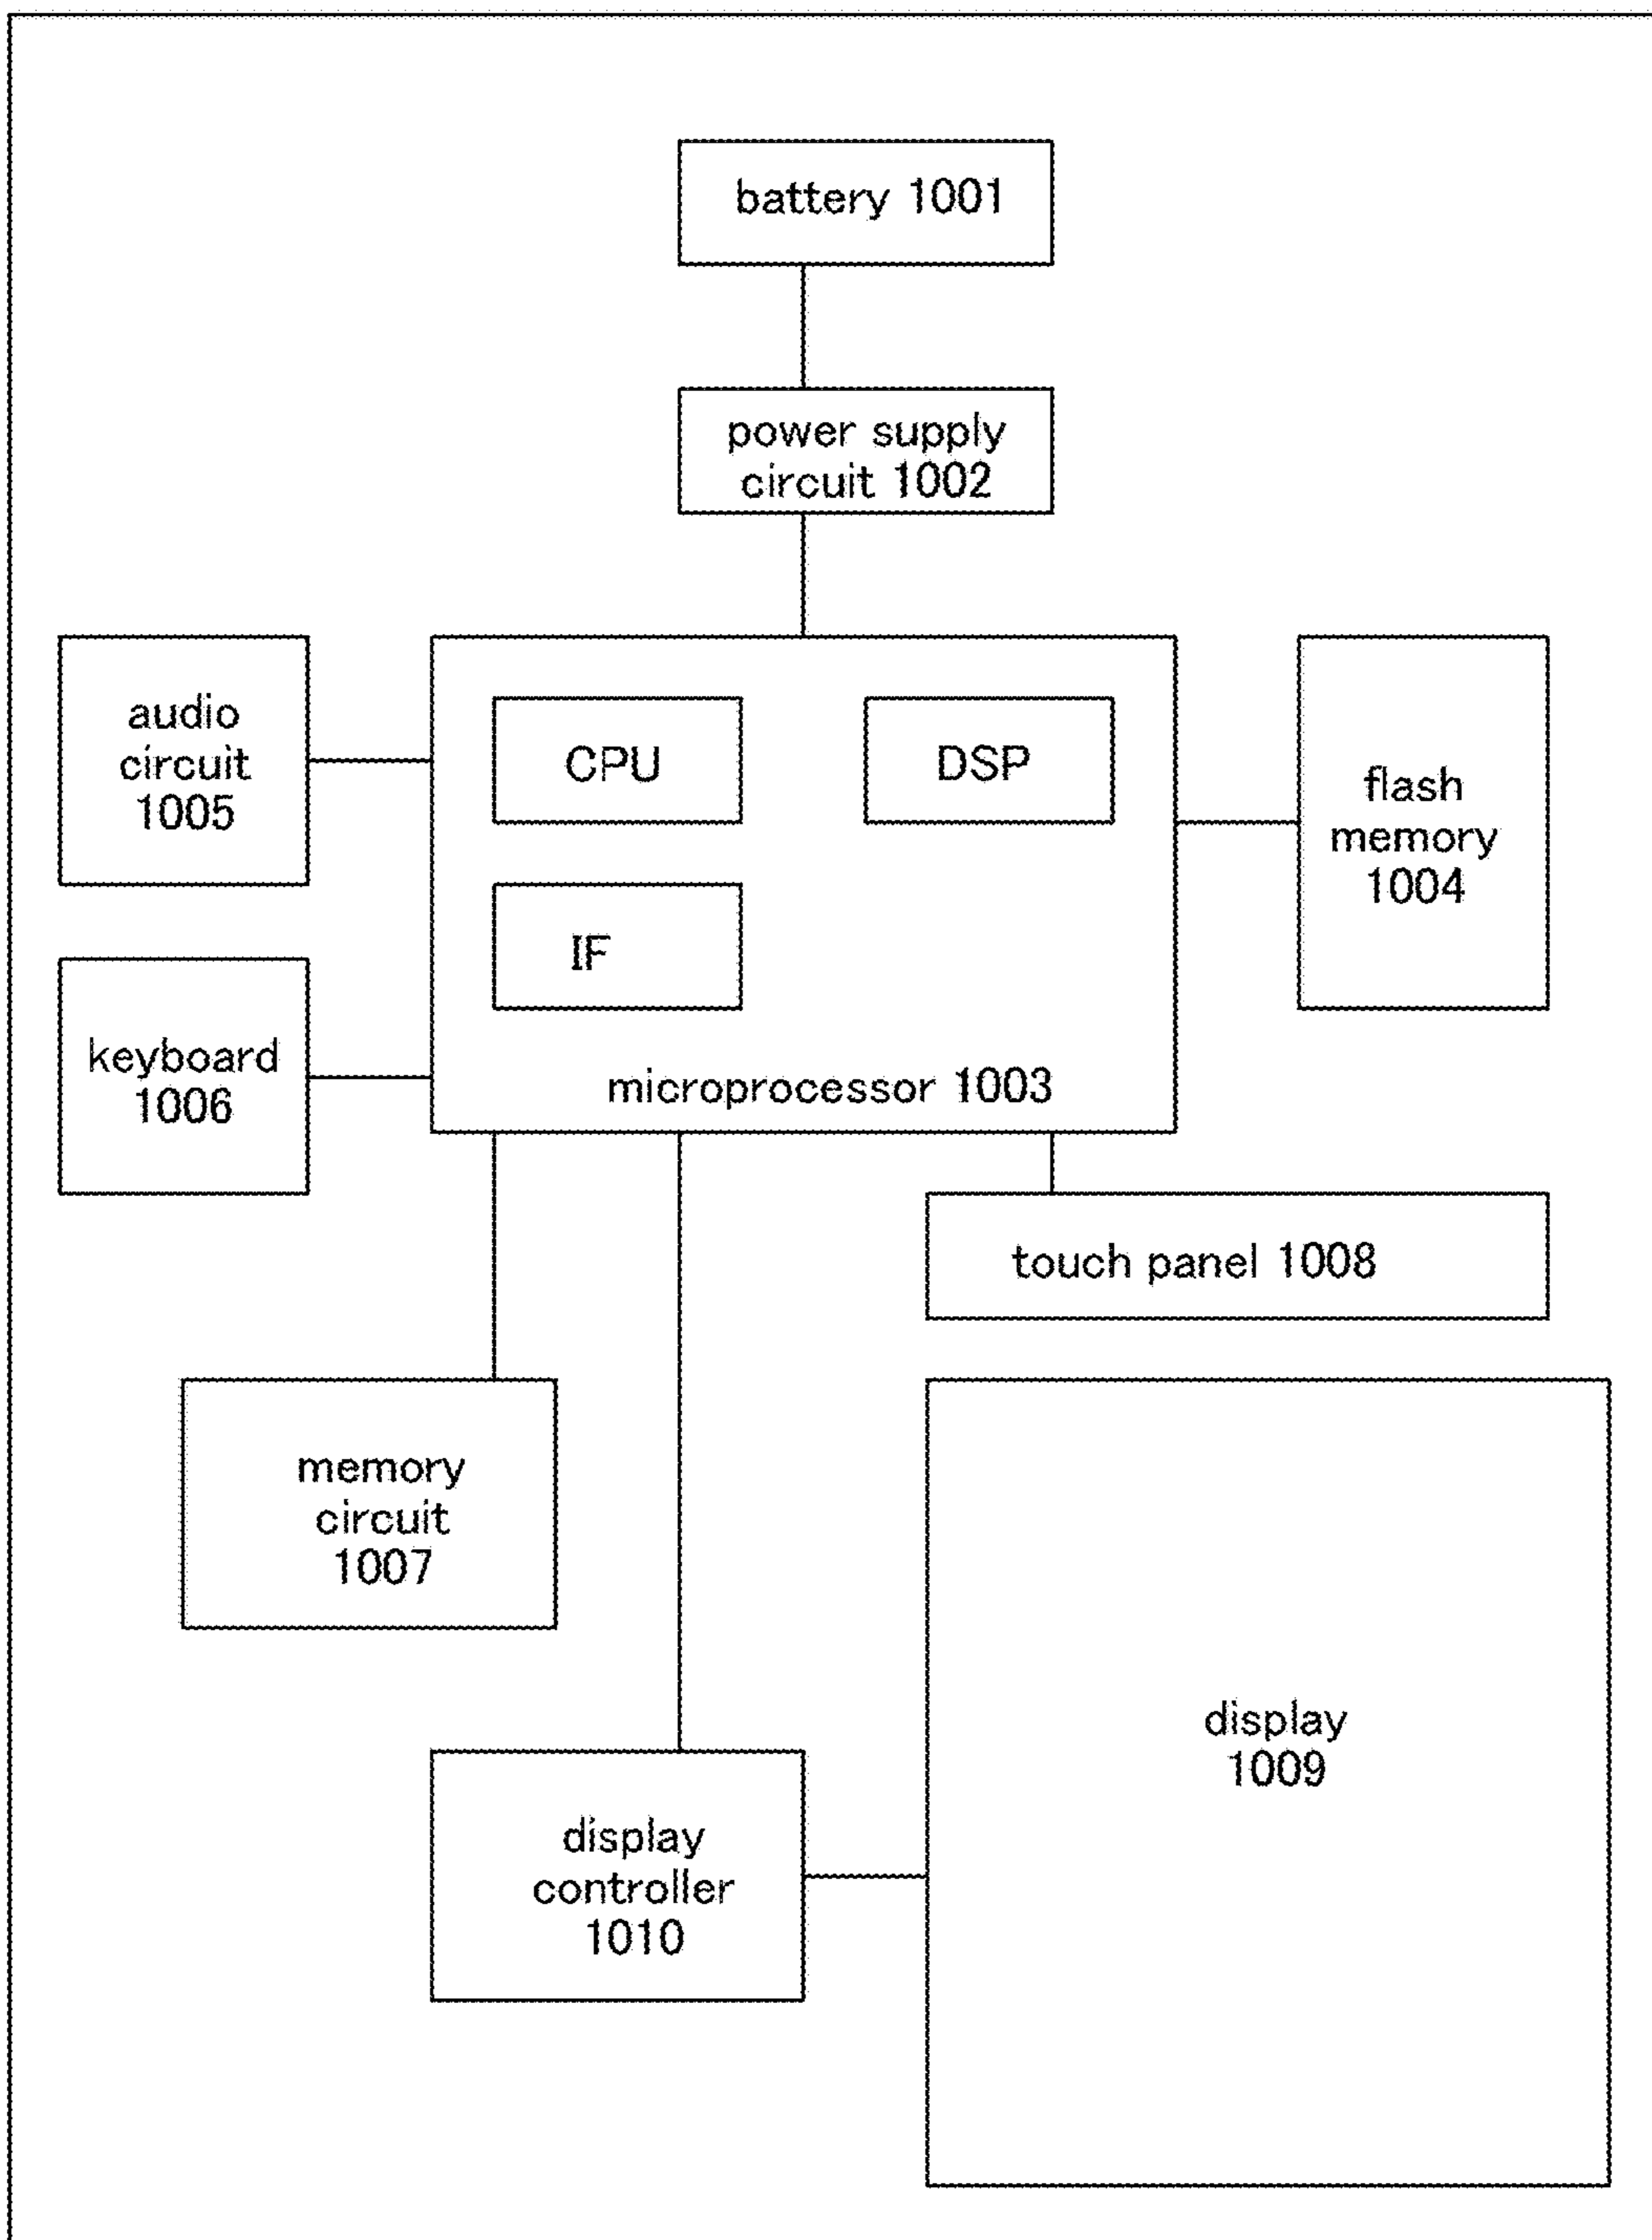 battery 1001
power supply
circuit 1002
audio
circuit
1005
CPU
DSP
flash
memory
1004
IF
keyboard
1006
microprocessor 1003
touch panel 1008
memory
circuit
1007
display
1009
display
controller
1010